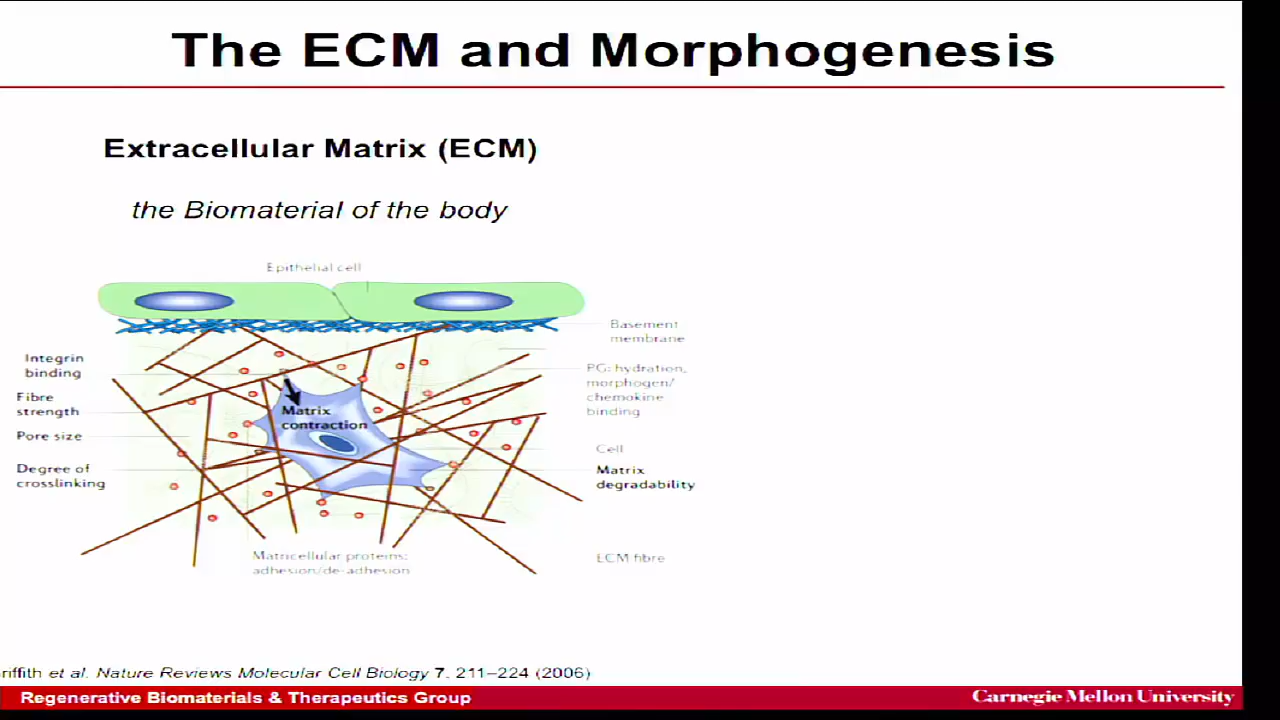 The ECM and Morphogenesis
Extracellular Matrix (ECM)
the Biomaterial of the body
Epithelial cell
Basement
membrane
Integrin
binding
PG: hydration,
morphogen/
chemokine
binding
Fibre
strength
Matrix
contraction
Pore size
Cell
Degree of
crosslinking
Matrix
degradability
Matricellular proteins:
adhesion/de-adhesion
ECM fibre
riffith et al. Nature Reviews Molecular Cell Biology 7, 211–224 (2006)
Regenerative Biomaterials & Therapeutics Group
Carnegie Mellon University